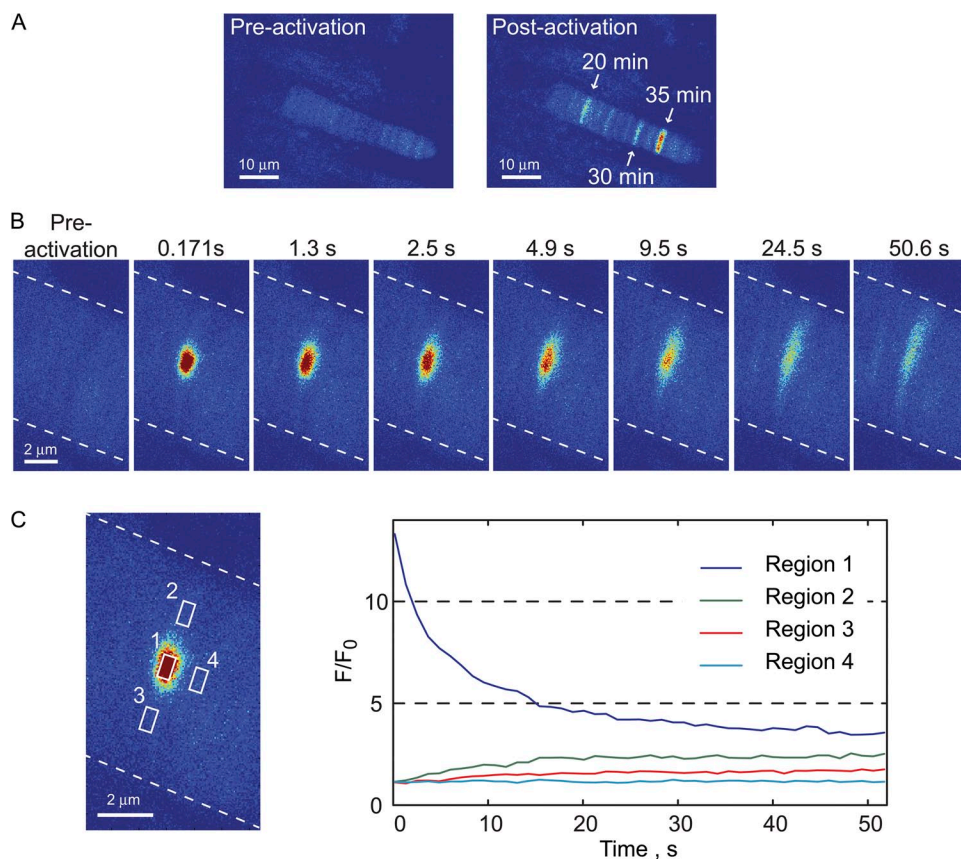 A
Pre-activation
10 μm
Post-activation
20 min
35 min
30 min
10 μm
B
Pre-
activation
0.171s
1.3 s
2.5 s
4.9 s
9.5 s
24.5 s
50.6 s
2 μm
C
1
2
3
4
2 μm
F/F0
10
5
0
Region 1
Region 2
Region 3
Region 4
0 10 20 30 40 50
Time , s